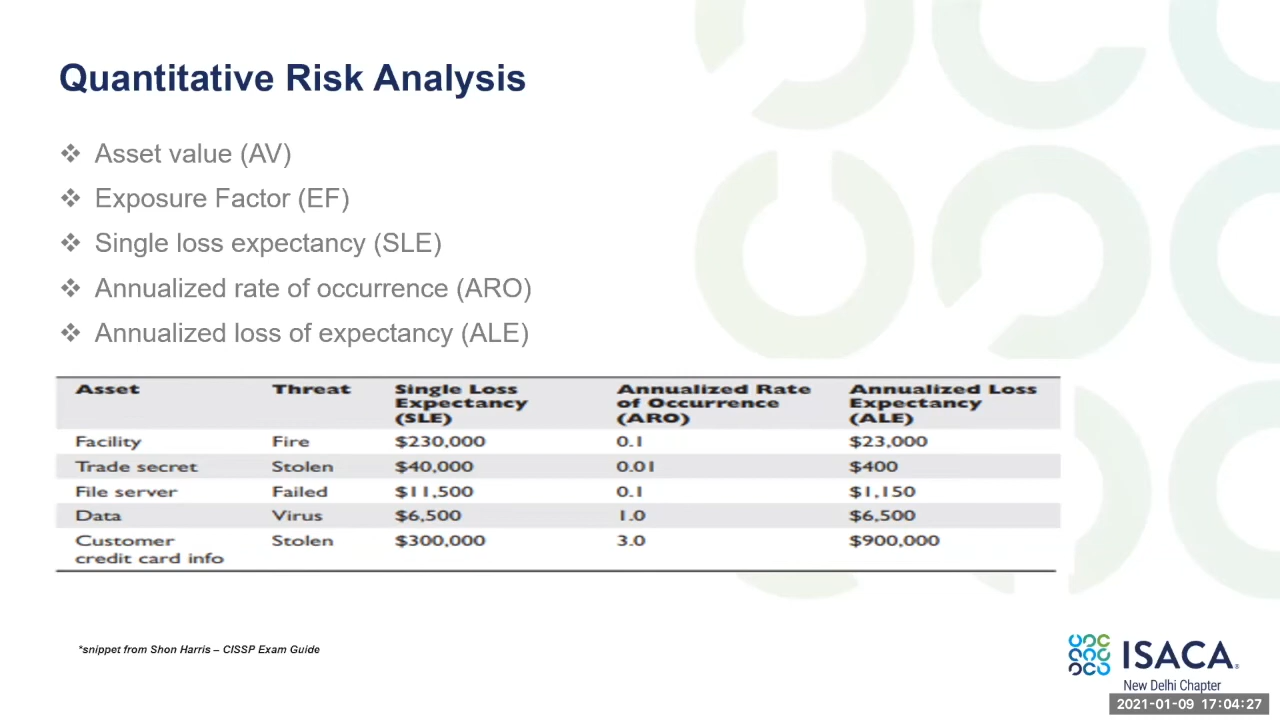 Quantitative Risk Analysis
❖ Asset value (AV)
❖ Exposure Factor (EF)
❖ Single loss expectancy (SLE)
❖ Annualized rate of occurrence (ARO)
❖ Annualized loss of expectancy (ALE)
Asset Threat Single Loss Expectancy (SLE) Annualized Rate of Occurrence (ARO) Annualized Loss Expectancy (ALE)
Facility Fire $230,000 0.1 $23,000
Trade secret Stolen $40,000 0.01 $400
File server Failed $11,500 0.1 $1,150
Data Virus $6,500 1.0 $6,500
Customer credit card info Stolen $300,000 3.0 $900,000
*snippet from Shon Harris – CISSP Exam Guide
ISACA®
New Delhi Chapter
2021-01-09 17:04:27